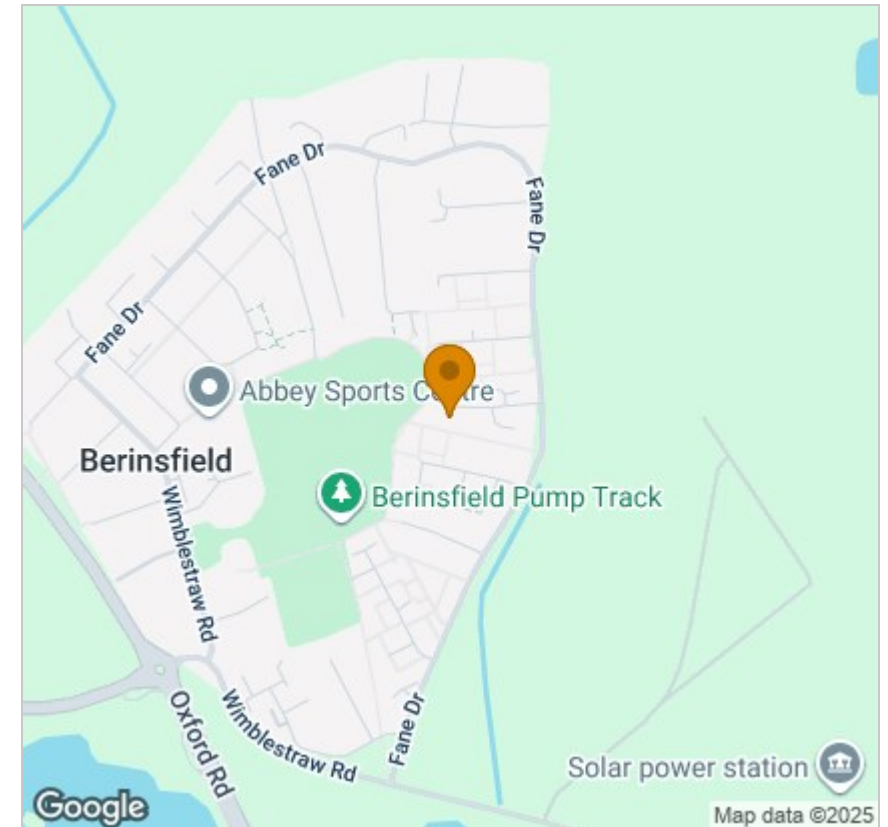 Fane Dr
Fane Dr
Fane Dr
Abbey Sports Centre
Berinsfield
Berinsfield Pump Track
Wimblestraw Rd
Oxford Rd
Wimblestraw Rd
Fane Dr
Solar power station
Google
Map data ©2025